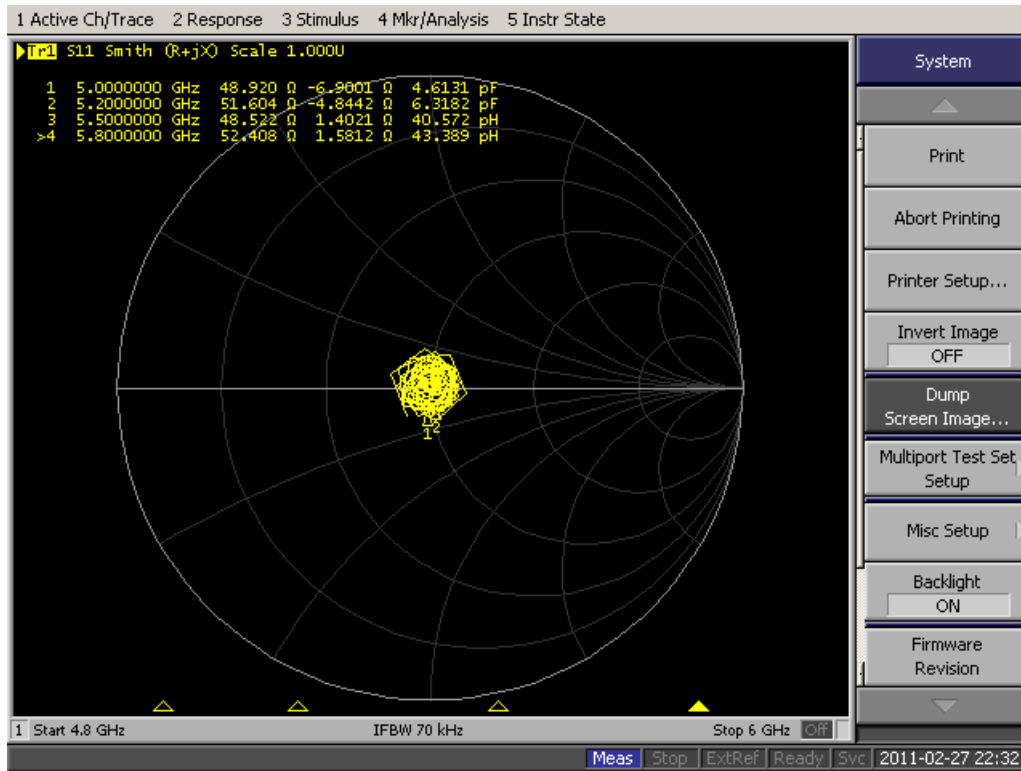 1 Active Ch/Trace 2 Response 3 Stimulus 4 Mkr/Analysis 5 Instr State
Tr1 S11 Smith (R+jX) Scale 1.000U
1 5.0000000 GHz 48.920 Ω -6.9001 Ω 4.6131 pF
2 5.2000000 GHz 51.604 Ω -4.8442 Ω 6.3182 pF
3 5.5000000 GHz 48.522 Ω 1.4021 Ω 40.572 pH
>4 5.8000000 GHz 52.408 Ω 1.5812 Ω 43.389 pH
1
2
System
Print
Abort Printing
Printer Setup...
Invert Image
OFF
Dump
Screen Image...
Multiport Test Set
Setup
Misc Setup
Backlight
ON
Firmware
Revision
1 Start 4.8 GHz IFBW 70 kHz Stop 6 GHz Off
Meas Stop ExtRef Ready Svc 2011-02-27 22:32